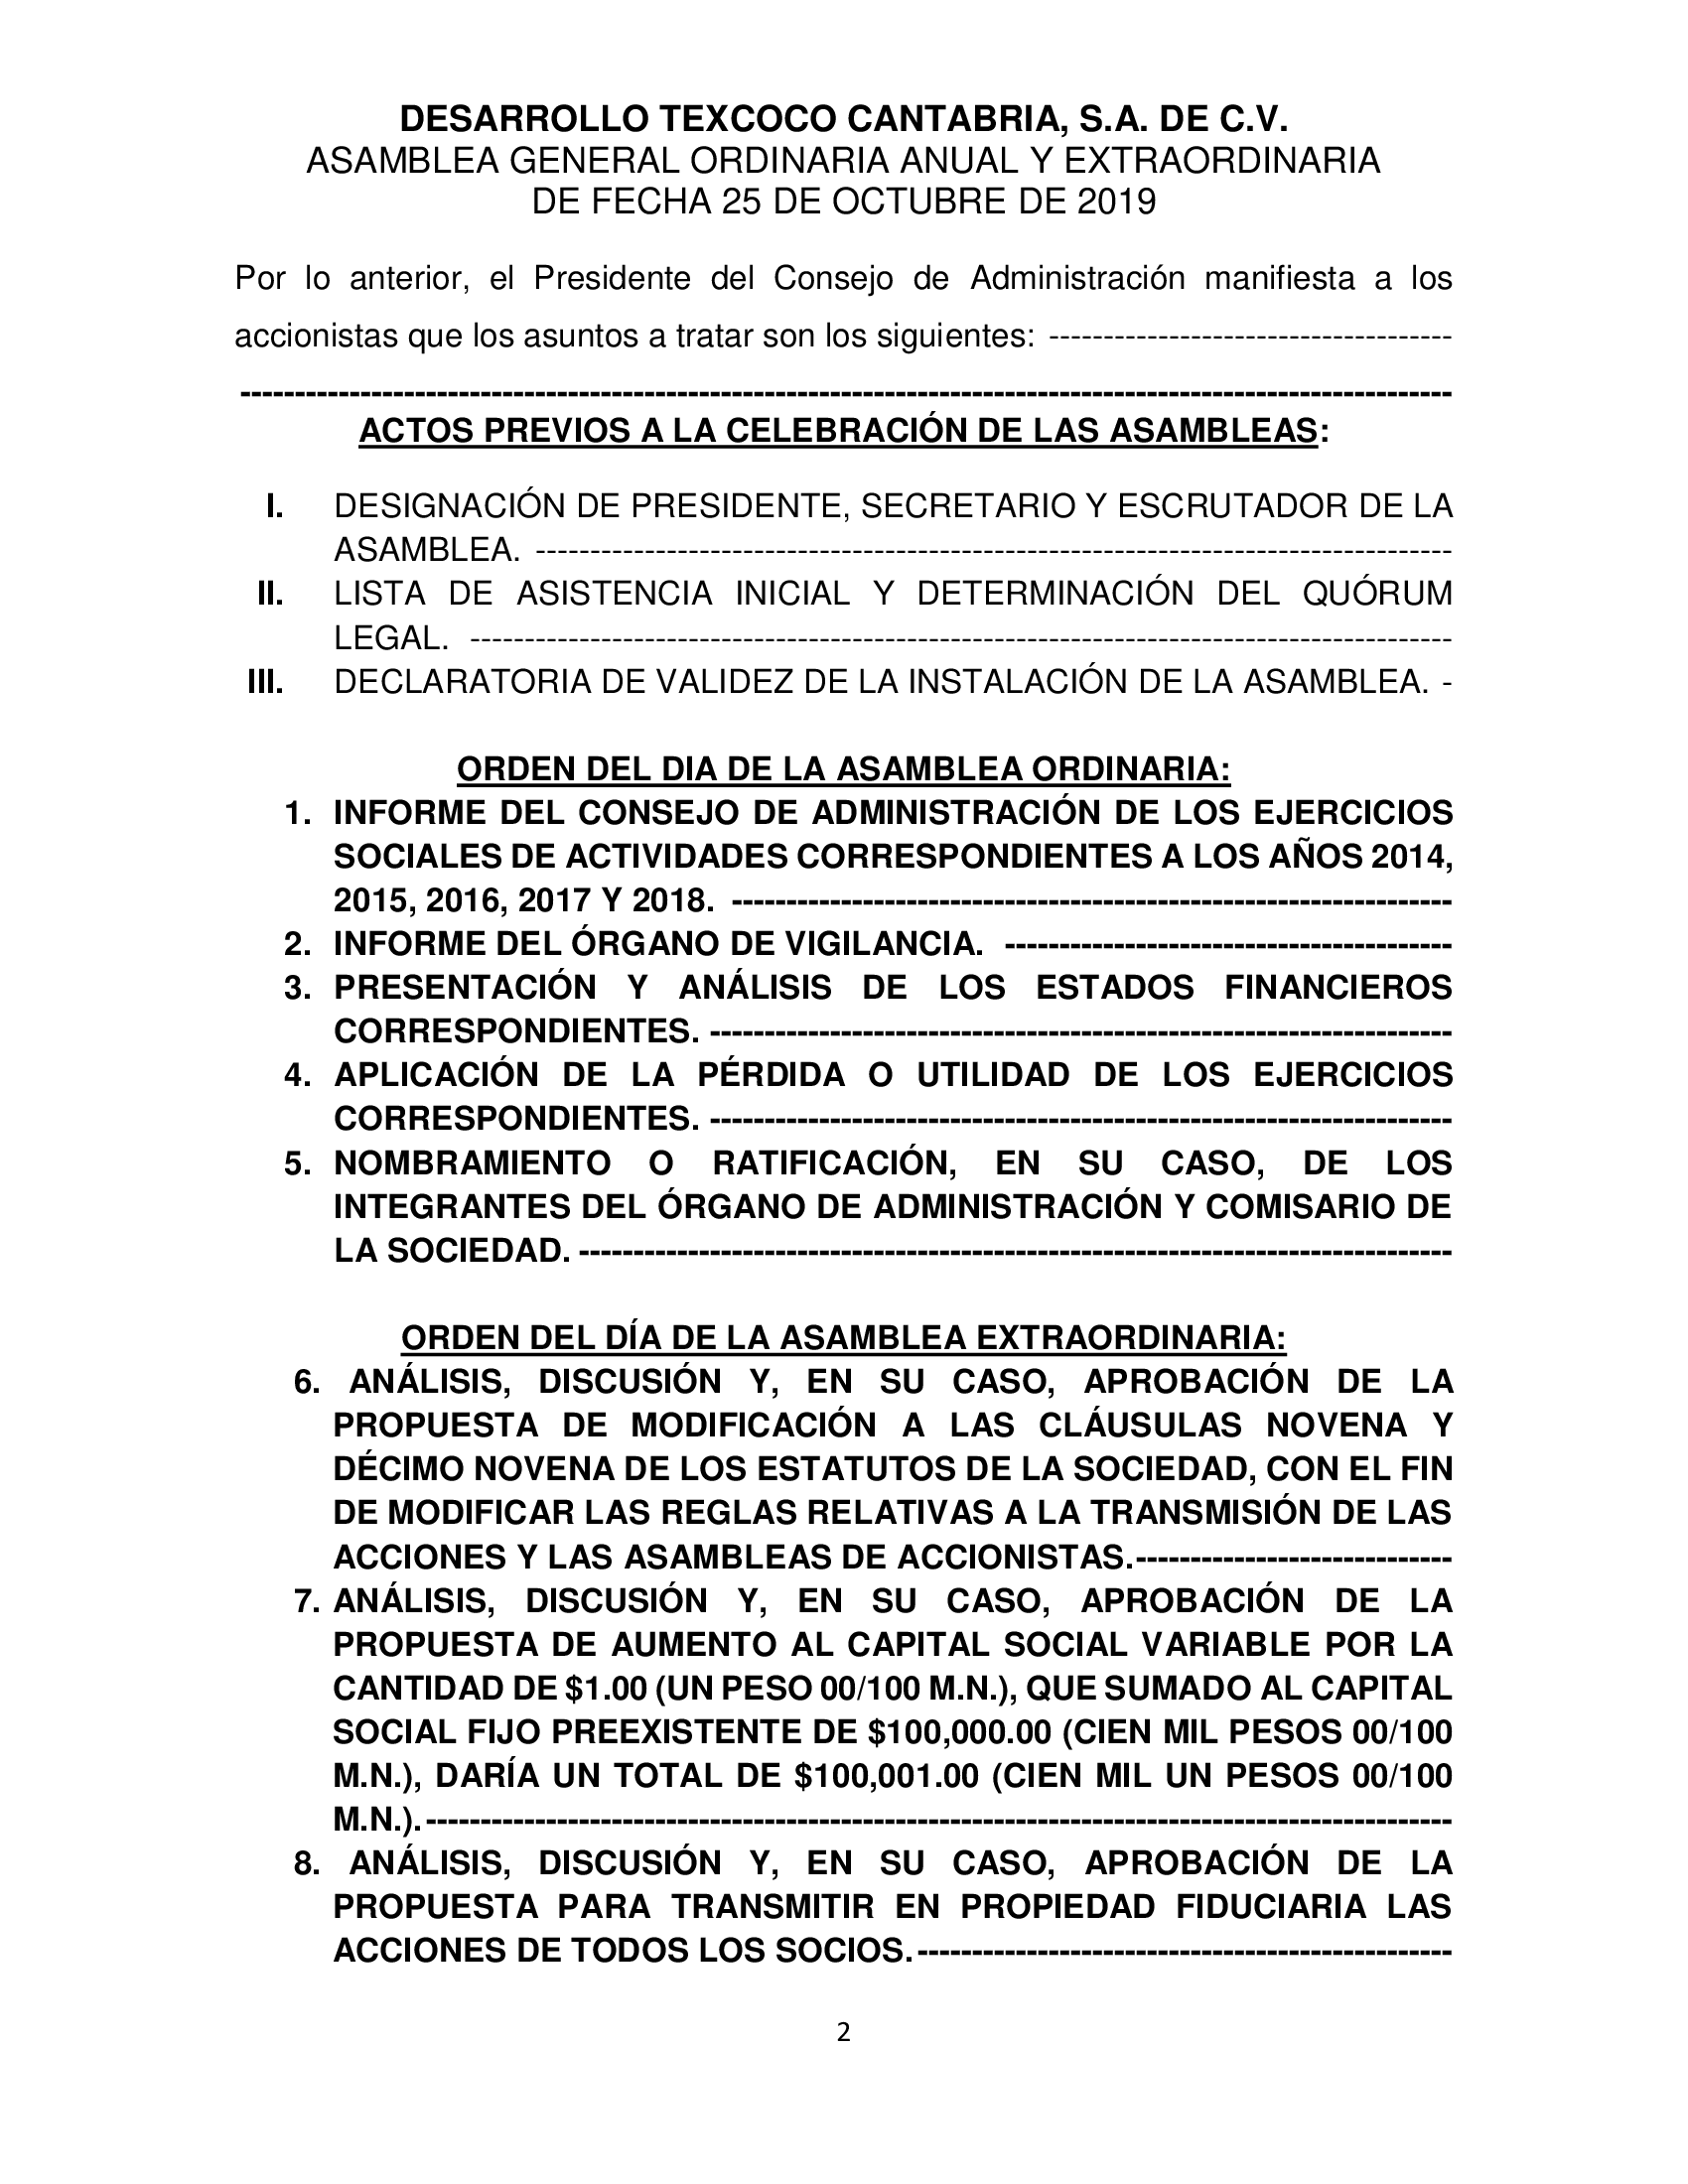 DESARROLLO TEXCOCO CANTABRIA, S.A. DE C.V.
ASAMBLEA GENERAL ORDINARIA ANUAL Y EXTRAORDINARIA
DE FECHA 25 DE OCTUBRE DE 2019
Por lo anterior, el Presidente del Consejo de Administración manifiesta a los
accionistas que los asuntos a tratar son los siguientes: -------------------------------------
----------------------------------------------------------------------------------------------------------------
ACTOS PREVIOS A LA CELEBRACIÓN DE LAS ASAMBLEAS:
I. DESIGNACIÓN DE PRESIDENTE, SECRETARIO Y ESCRUTADOR DE LA
ASAMBLEA. ------------------------------------------------------------------------------------
II. LISTA DE ASISTENCIA INICIAL Y DETERMINACIÓN DEL QUÓRUM
LEGAL. ------------------------------------------------------------------------------------------
III. DECLARATORIA DE VALIDEZ DE LA INSTALACIÓN DE LA ASAMBLEA. -
ORDEN DEL DIA DE LA ASAMBLEA ORDINARIA:
1. INFORME DEL CONSEJO DE ADMINISTRACIÓN DE LOS EJERCICIOS
SOCIALES DE ACTIVIDADES CORRESPONDIENTES A LOS AÑOS 2014,
2015, 2016, 2017 Y 2018. ------------------------------------------------------------------
2. INFORME DEL ÓRGANO DE VIGILANCIA. -----------------------------------------
3. PRESENTACIÓN Y ANÁLISIS DE LOS ESTADOS FINANCIEROS
CORRESPONDIENTES. --------------------------------------------------------------------
4. APLICACIÓN DE LA PÉRDIDA O UTILIDAD DE LOS EJERCICIOS
CORRESPONDIENTES. --------------------------------------------------------------------
5. NOMBRAMIENTO O RATIFICACIÓN, EN SU CASO, DE LOS
INTEGRANTES DEL ÓRGANO DE ADMINISTRACIÓN Y COMISARIO DE
LA SOCIEDAD. --------------------------------------------------------------------------------
ORDEN DEL DÍA DE LA ASAMBLEA EXTRAORDINARIA:
6. ANÁLISIS, DISCUSIÓN Y, EN SU CASO, APROBACIÓN DE LA
PROPUESTA DE MODIFICACIÓN A LAS CLÁUSULAS NOVENA Y
DÉCIMO NOVENA DE LOS ESTATUTOS DE LA SOCIEDAD, CON EL FIN
DE MODIFICAR LAS REGLAS RELATIVAS A LA TRANSMISIÓN DE LAS
ACCIONES Y LAS ASAMBLEAS DE ACCIONISTAS.-----------------------------
7. ANÁLISIS, DISCUSIÓN Y, EN SU CASO, APROBACIÓN DE LA
PROPUESTA DE AUMENTO AL CAPITAL SOCIAL VARIABLE POR LA
CANTIDAD DE $1.00 (UN PESO 00/100 M.N.), QUE SUMADO AL CAPITAL
SOCIAL FIJO PREEXISTENTE DE $100,000.00 (CIEN MIL PESOS 00/100
M.N.), DARÍA UN TOTAL DE $100,001.00 (CIEN MIL UN PESOS 00/100
M.N.).----------------------------------------------------------------------------------------------
8. ANÁLISIS, DISCUSIÓN Y, EN SU CASO, APROBACIÓN DE LA
PROPUESTA PARA TRANSMITIR EN PROPIEDAD FIDUCIARIA LAS
ACCIONES DE TODOS LOS SOCIOS.-------------------------------------------------
2